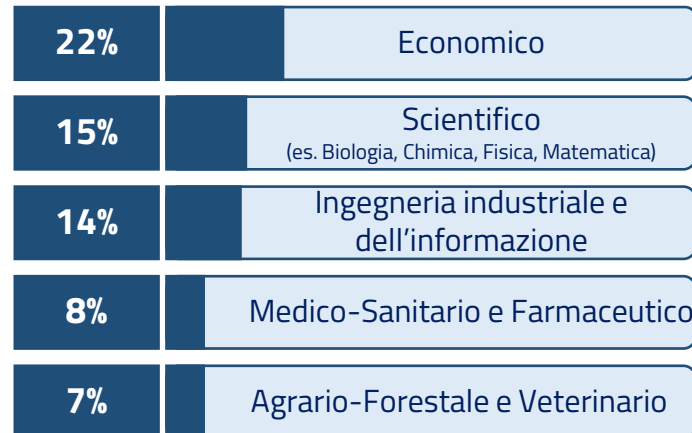 22%
Economico
15%
Scientifico
(es. Biologia, Chimica, Fisica, Matematica)
14%
Ingegneria industriale e
dell'informazione
8%
Medico-Sanitario e Farmaceutico
7%
Agrario-Forestale e Veterinario